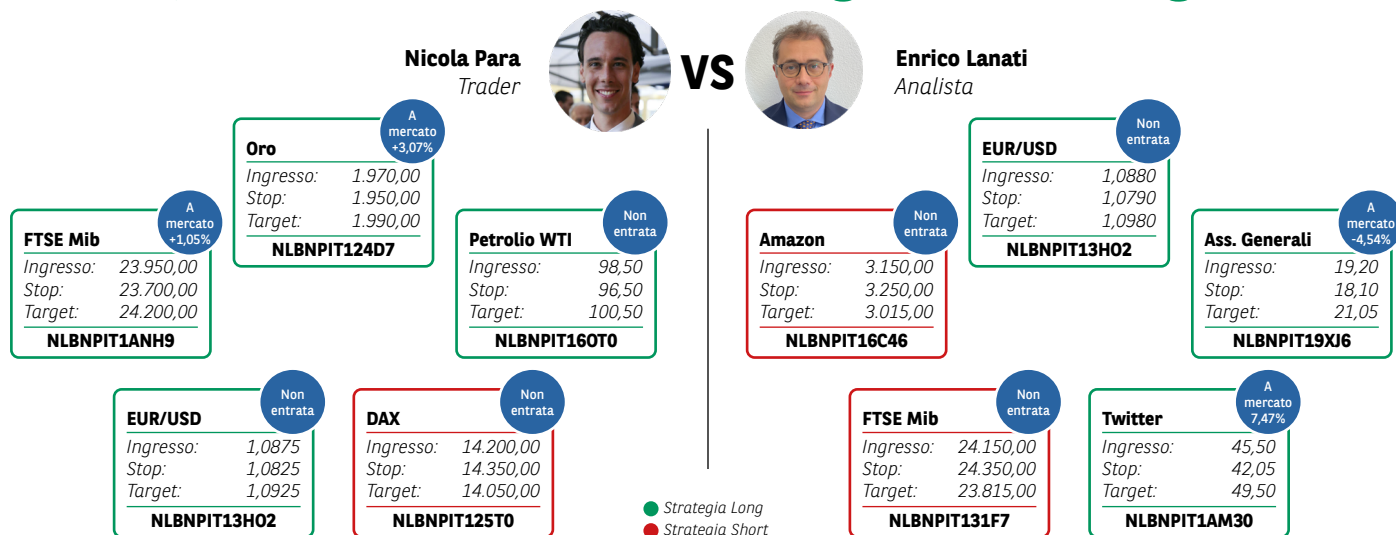 Nicola Para
Trader
VS
Enrico Lanati
Analista
A
mercato
+3,07%
Oro
Ingresso: 1.970,00
Stop: 1.950,00
Target: 1.990,00
NLBNPIT124D7
A
mercato
+1,05%
FTSE Mib
Ingresso: 23.950,00
Stop: 23.700,00
Target: 24.200,00
NLBNPIT1ANH9
Non
entrata
Petrolio WTI
Ingresso: 98,50
Stop: 96,50
Target: 100,50
NLBNPIT160T0
Non
entrata
EUR/USD
Ingresso: 1,0875
Stop: 1,0825
Target: 1,0925
NLBNPIT13HO2
Non
entrata
DAX
Ingresso: 14.200,00
Stop: 14.350,00
Target: 14.050,00
NLBNPIT125T0
Non
entrata
EUR/USD
Ingresso: 1,0880
Stop: 1,0790
Target: 1,0980
NLBNPIT13HO2
Non
entrata
Amazon
Ingresso: 3.150,00
Stop: 3.250,00
Target: 3.015,00
NLBNPIT16C46
A
mercato
-4,54%
Ass. Generali
Ingresso: 19,20
Stop: 18,10
Target: 21,05
NLBNPIT19XJ6
Non
entrata
FTSE Mib
Ingresso: 24.150,00
Stop: 24.350,00
Target: 23.815,00
NLBNPIT131F7
A
mercato
7,47%
Twitter
Ingresso: 45,50
Stop: 42,05
Target: 49,50
NLBNPIT1AM30
Strategia Long
Strategia Short